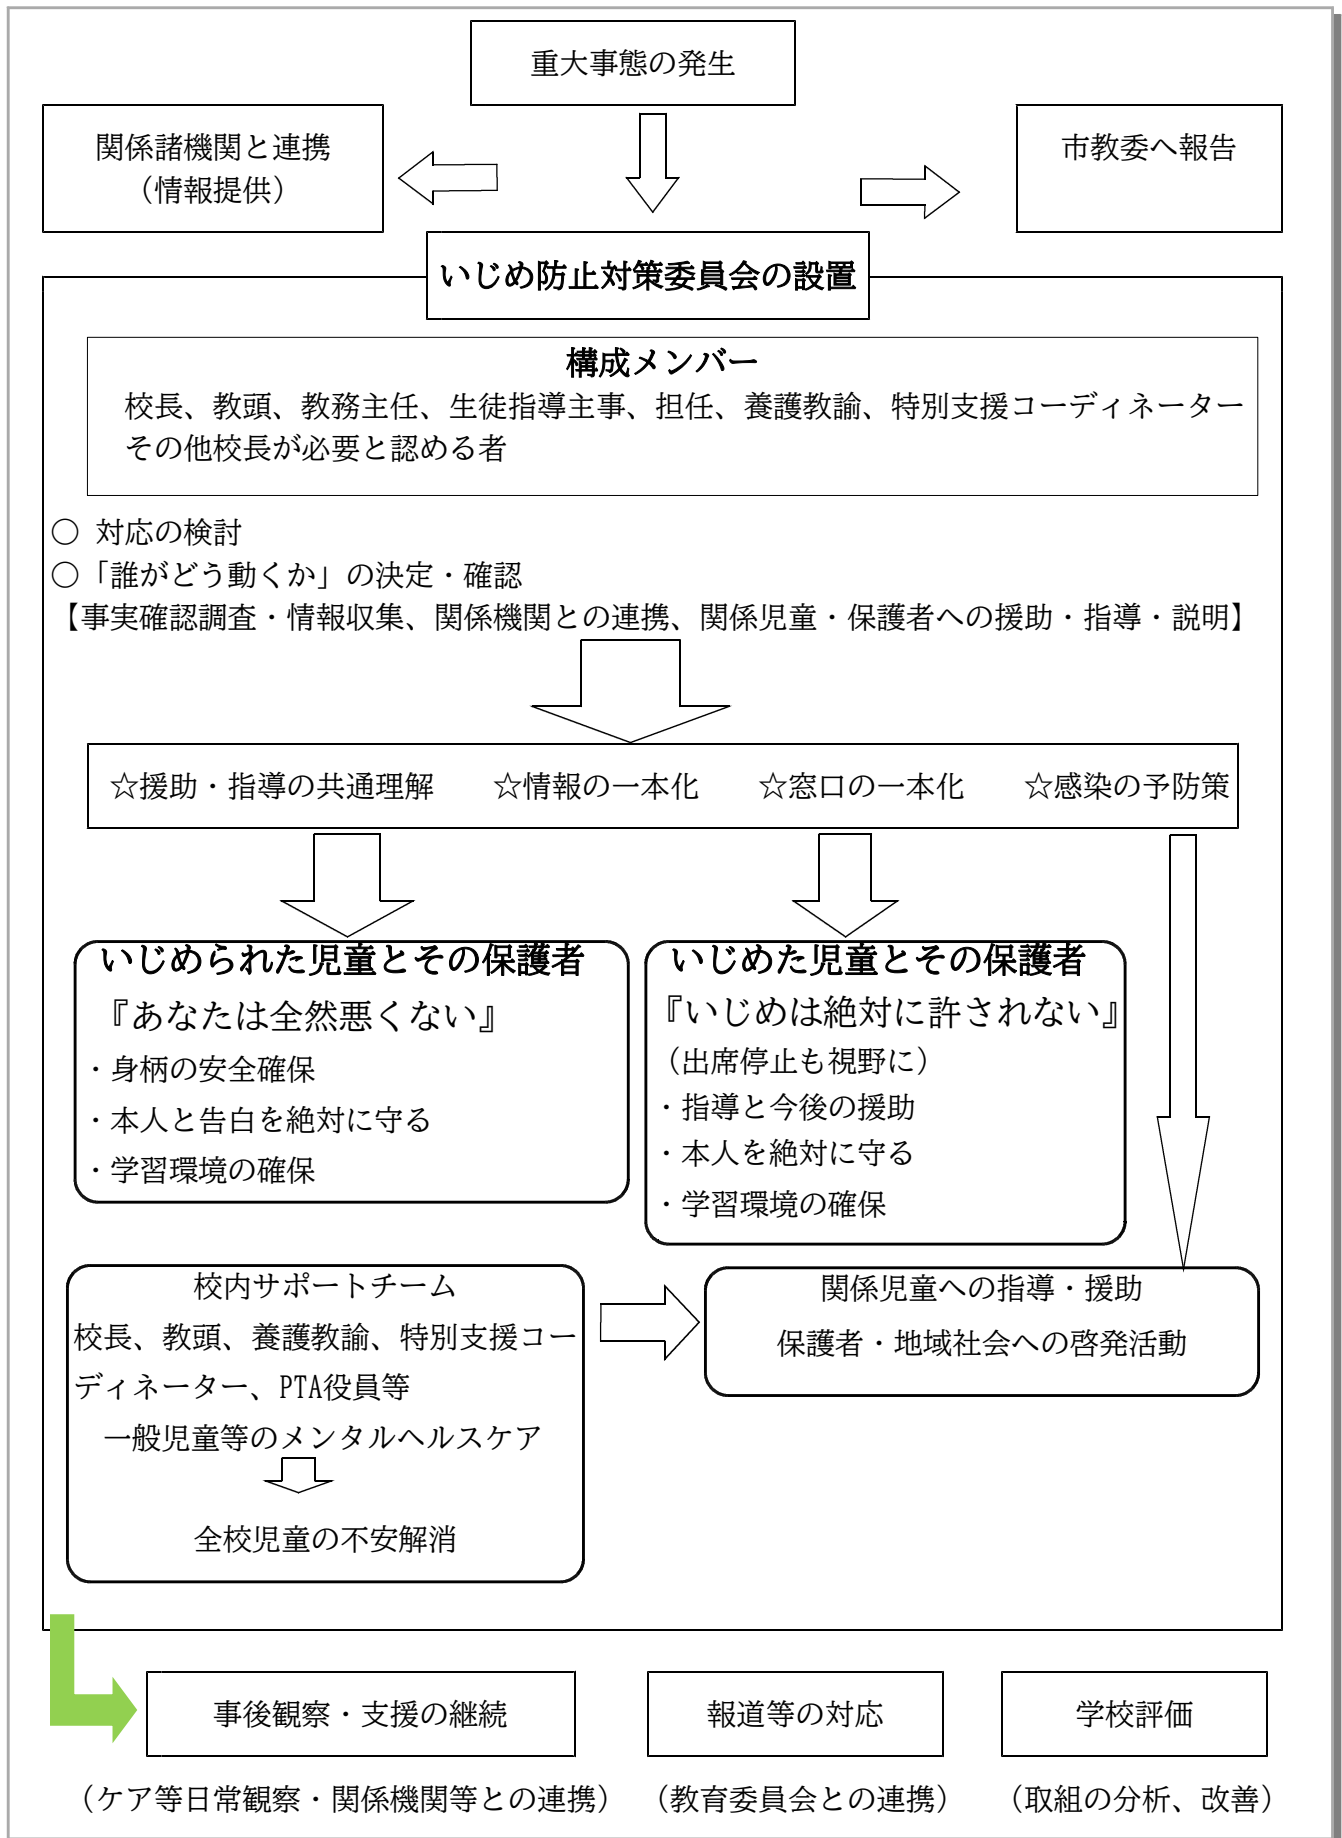 重大事態の発生
関係諸機関と連携
（情報提供）
市教委へ報告
いじめ防止対策委員会の設置
構成メンバー
校長、教頭、教務主任、生徒指導主事、担任、養護教諭、特別支援コーディネーター
その他校長が必要と認める者
○ 対応の検討
○「誰がどう動くか」の決定・確認
【事実確認調査・情報収集、関係機関との連携、関係児童・保護者への援助・指導・説明】
☆援助・指導の共通理解　　☆情報の一本化　　☆窓口の一本化　　☆感染の予防策
いじめられた児童とその保護者
『あなたは全然悪くない』
・身柄の安全確保
・本人と告白を絶対に守る
・学習環境の確保
いじめた児童とその保護者
『いじめは絶対に許されない』
（出席停止も視野に）
・指導と今後の援助
・本人を絶対に守る
・学習環境の確保
校内サポートチーム
校長、教頭、養護教諭、特別支援コー
ディネーター、PTA役員等
一般児童等のメンタルヘルスケア
全校児童の不安解消
関係児童への指導・援助
保護者・地域社会への啓発活動
事後観察・支援の継続
（ケア等日常観察・関係機関等との連携）
報道等の対応
（教育委員会との連携）
学校評価
（取組の分析、改善）